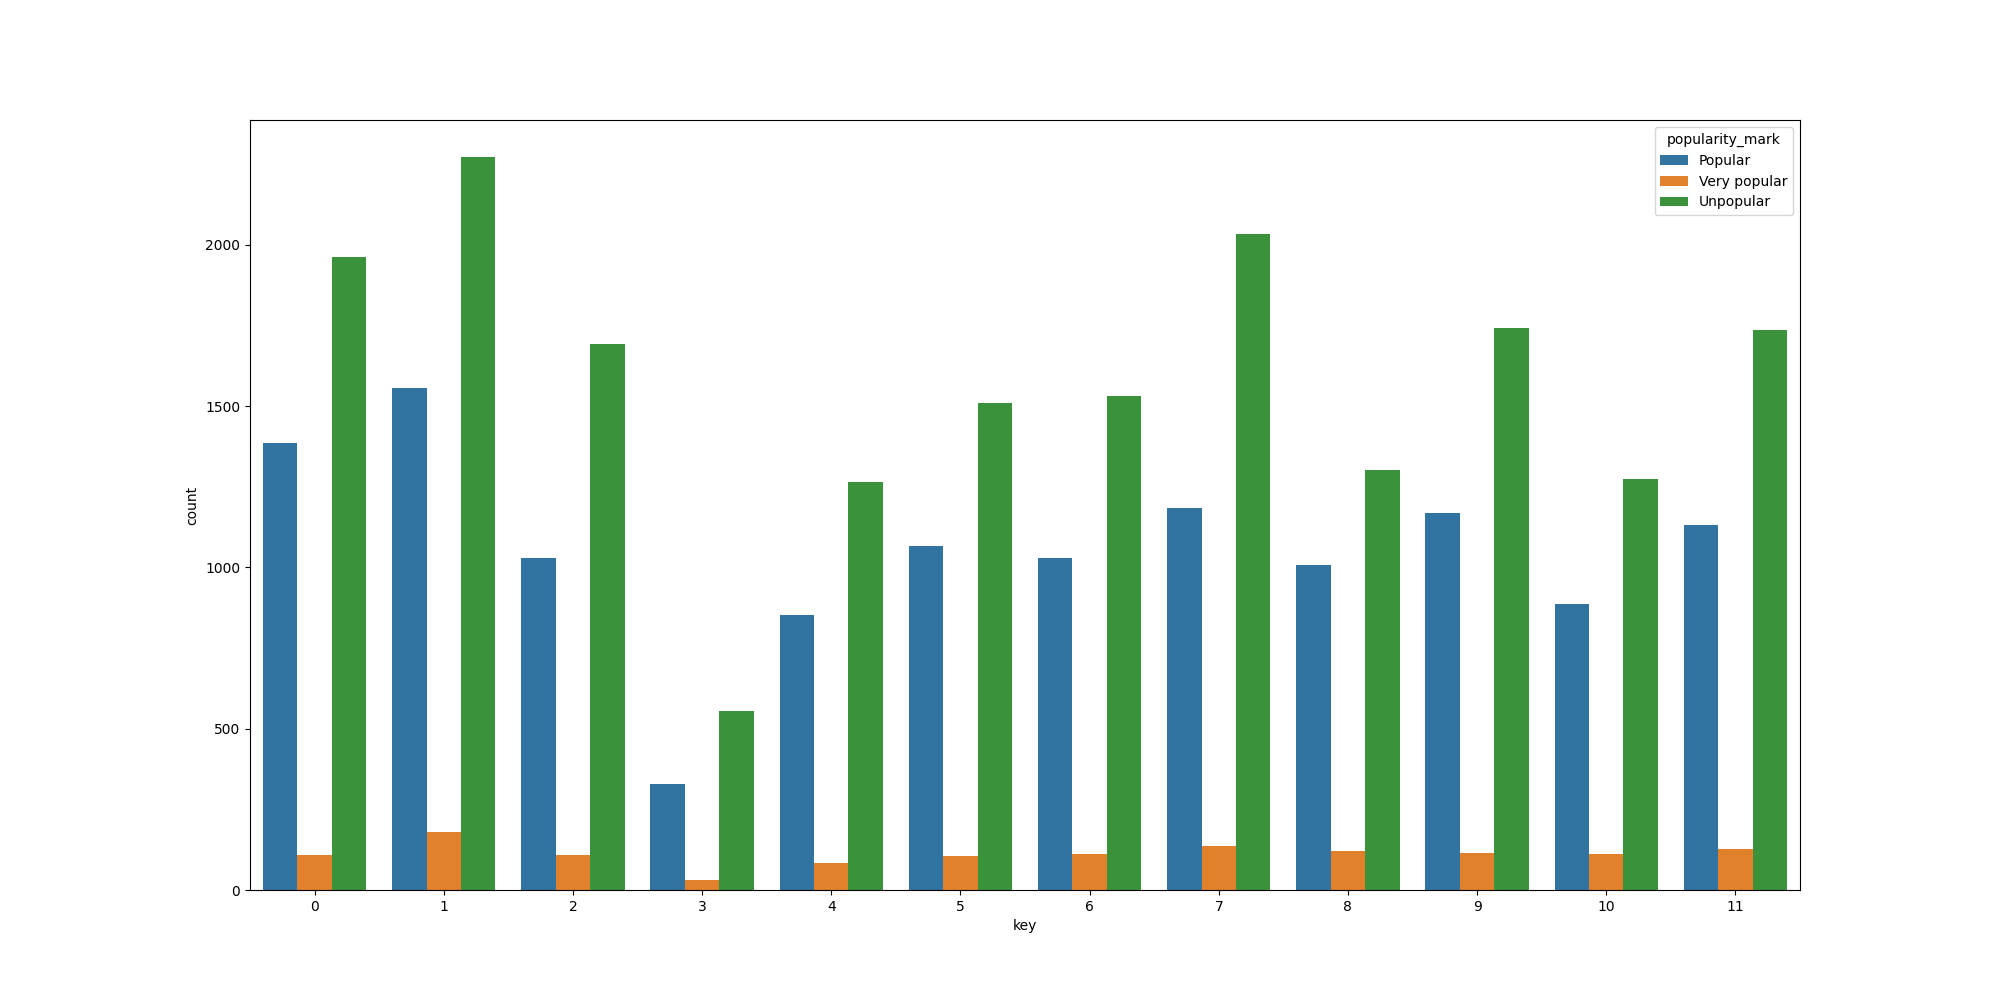 popularity_mark
Popular
Very popular
Unpopular
2000
1500
1000
500
0
count
0 1 2 3 4 5 6 7 8 9 10 11
key